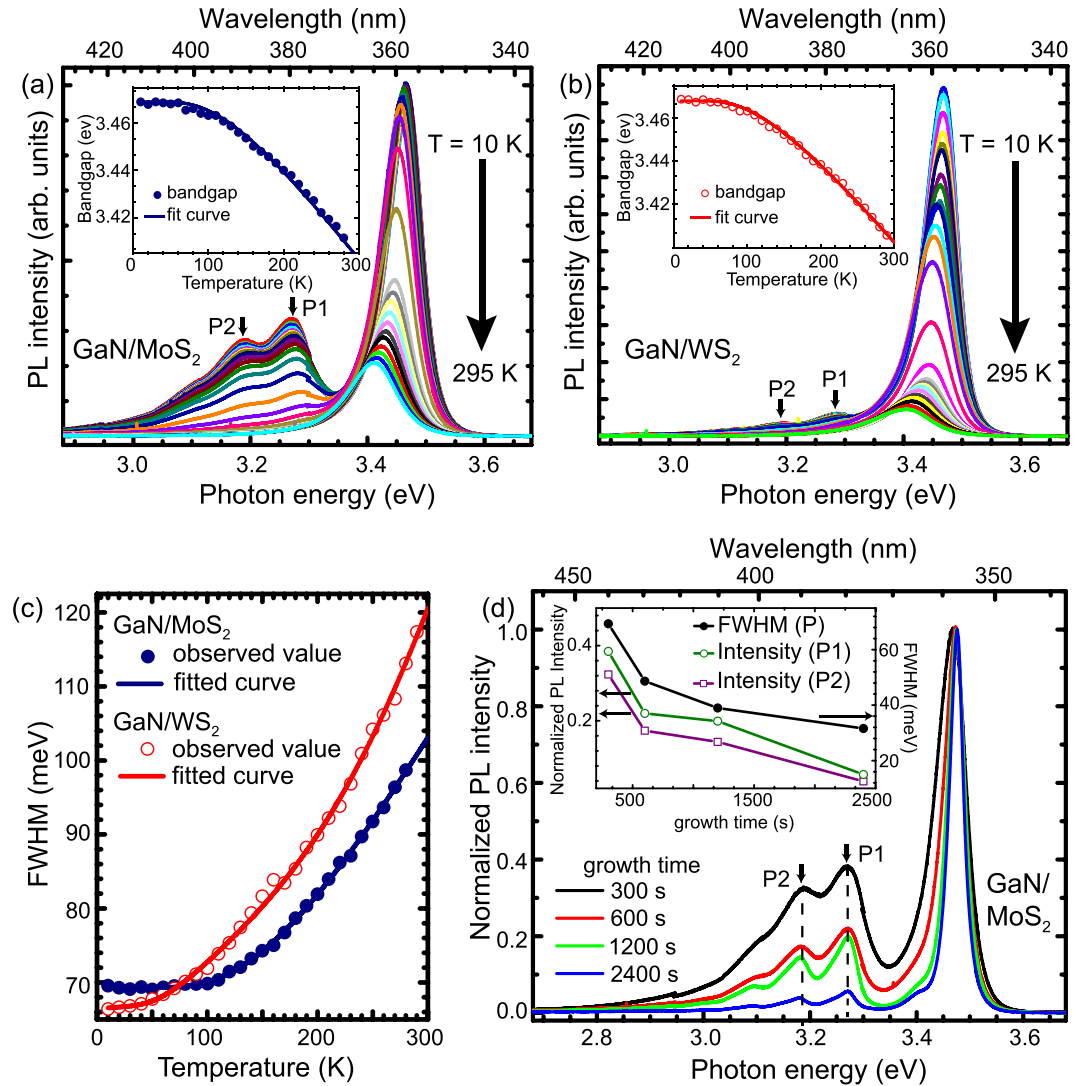 Wavelength (nm)
420 400 380 360 340
(a)
PL intensity (arb. units)
Bandgap (ev)
3.46
3.44
3.42
bandgap
fit curve
0 100 200 300
Temperature (K)
T = 10 K
295 K
P2
P1
GaN/MoS₂
3.0 3.2 3.4 3.6
Photon energy (eV)
Wavelength (nm)
420 400 380 360 340
(b)
PL intensity (arb. units)
Bandgap (ev)
3.46
3.44
3.42
bandgap
fit curve
0 100 200 300
Temperature (K)
T = 10 K
295 K
GaN/WS₂
P2
P1
3.0 3.2 3.4 3.6
Photon energy (eV)
(c)
FWHM (meV)
120
110
100
90
80
70
GaN/MoS₂
observed value
fitted curve
GaN/WS₂
observed value
fitted curve
0 100 200 300
Temperature (K)
Wavelength (nm)
450 400 350
(d)
Normalized PL intensity
1.0
0.8
0.6
0.4
0.2
0.0
Normalized PL Intensity
0.4
0.2
FWHM (P)
Intensity (P1)
Intensity (P2)
60
40
20
FWHM (meV)
500 1500 2500
growth time (s)
P2
P1
growth time
300 s
600 s
1200 s
2400 s
GaN/
MoS₂
2.8 3.0 3.2 3.4 3.6
Photon energy (eV)